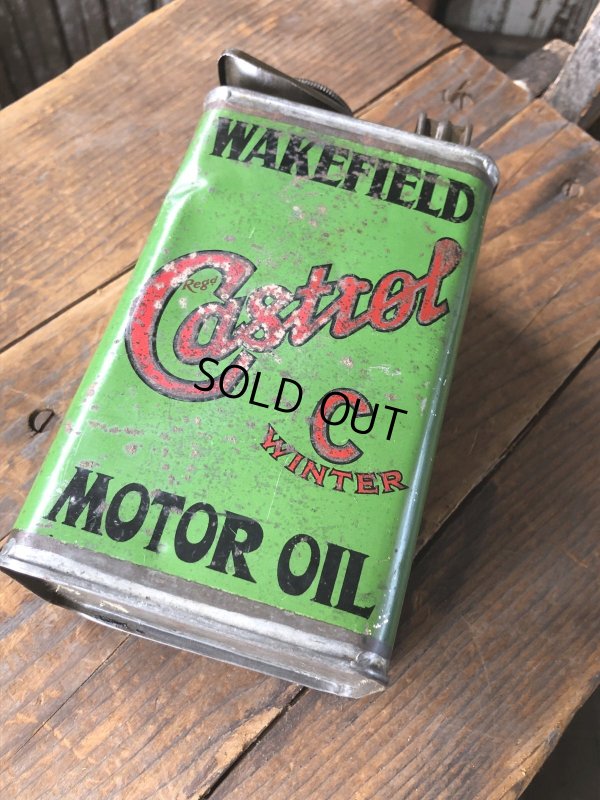 WAKEFIELD
Regd
Castrol
SOLD OUT
C
WINTER
MOTOR OIL